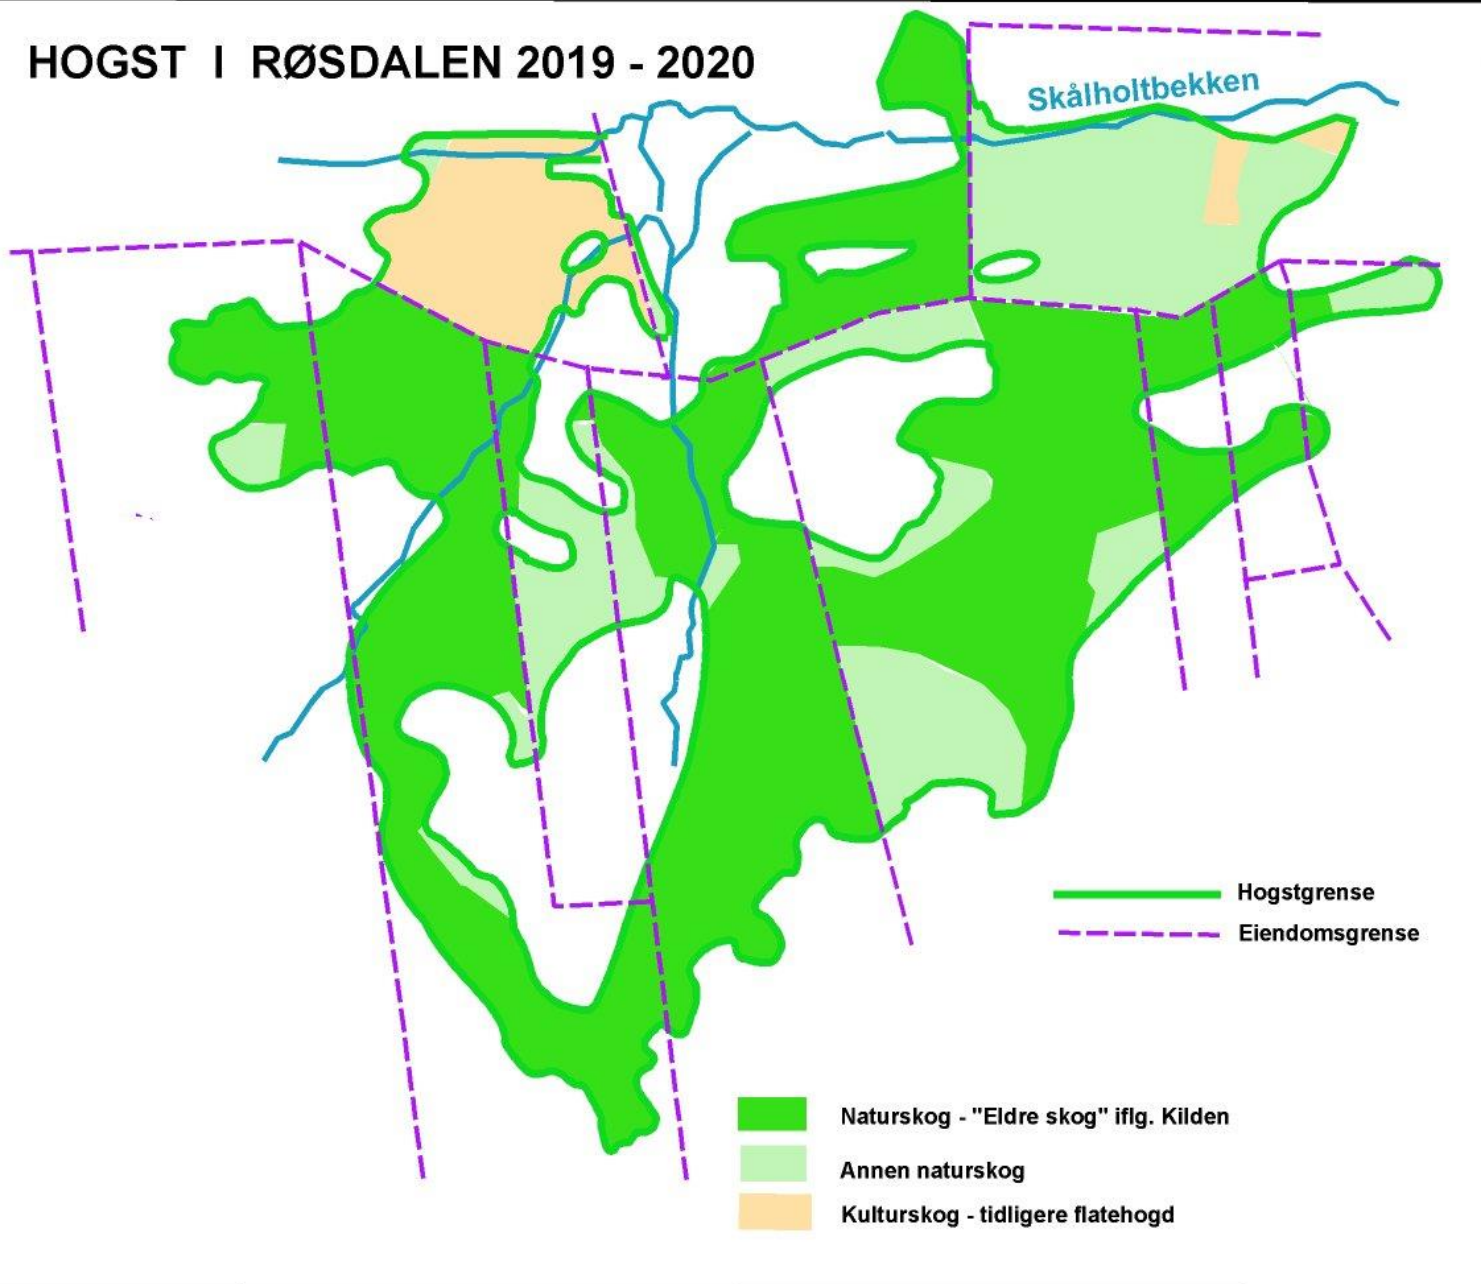 HOGST I RØSDALEN 2019 - 2020
Skålholtbekken
Hogstgrense
Eiendomsgrense
Naturskog - "Eldre skog" iflg. Kilden
Annen naturskog
Kulturskog - tidligere flatehogd